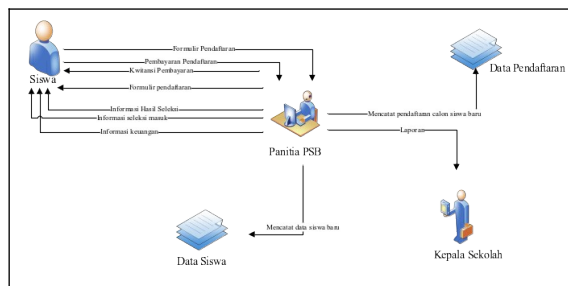 Formulir Pendaftaran
Pembayaran Pendaftaran
Kwitansi Pembayaran
Siswa
Formulir pendaftaran
Data Pendaftaran
Informasi Hasil Seleksi
Informasi seleksi masuk
Mencatat pendaftaran calon siswa baru
Informasi keuangan
Laporan
Panitia PSB
Mencatat data siswa baru
Data Siswa
Kepala Sekolah